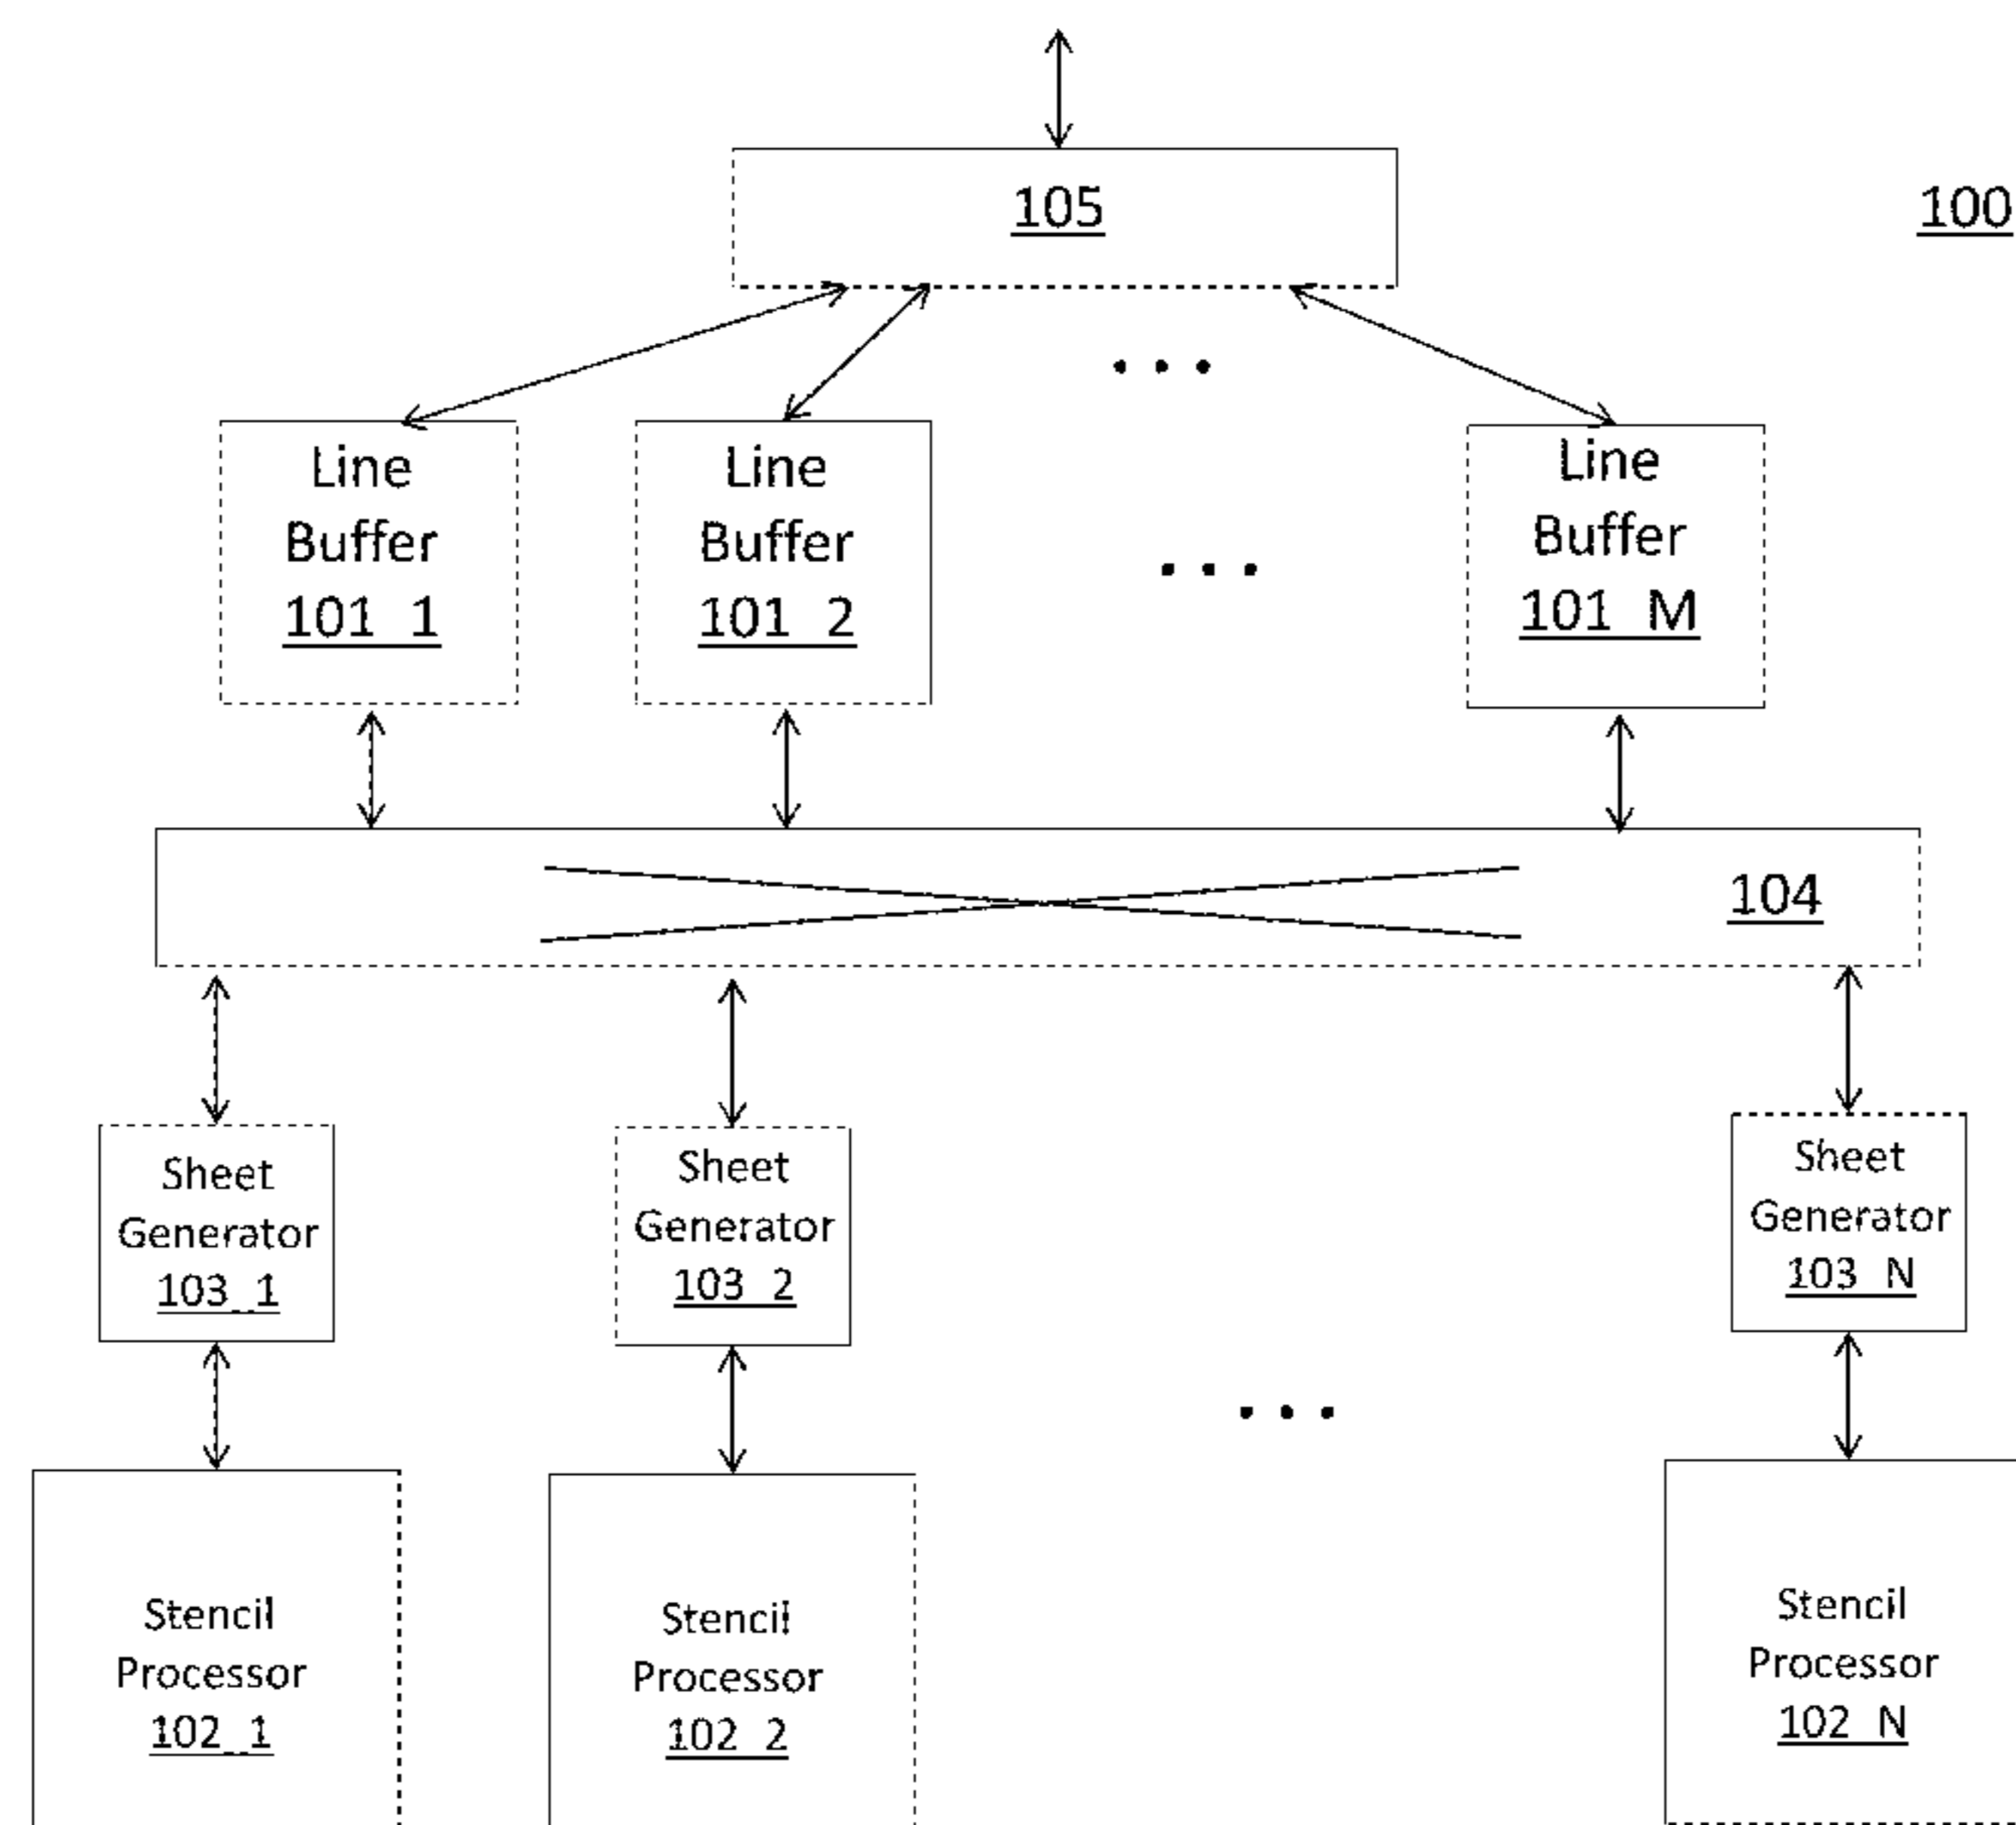 105
100
Line
Buffer
101_1
Line
Buffer
101_2
Line
Buffer
101_M
104
Sheet
Generator
103_1
Sheet
Generator
103_2
Sheet
Generator
103_N
Stencil
Processor
102_1
Stencil
Processor
102_2
Stencil
Processor
102_N